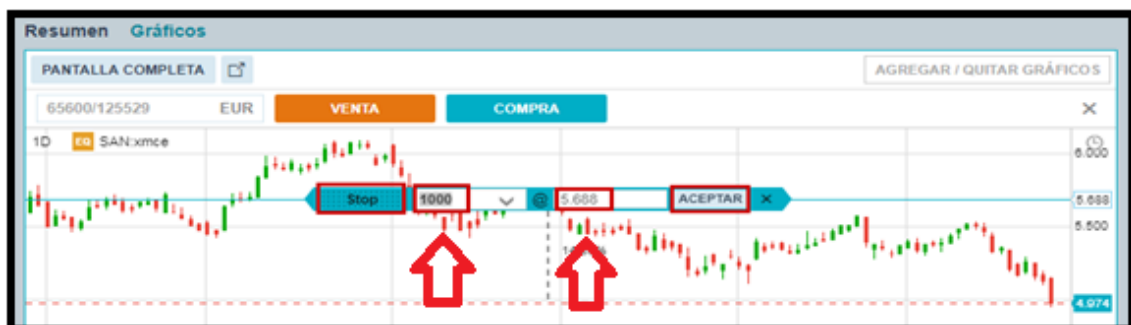 Resumen Gráficos
PANTALLA COMPLETA AGREGAR / QUITAR GRÁFICOS
65600/125529 EUR VENTA COMPRA ×
1D EQ SAN:xmce
6.000
Stop 1000 @ 5.688 ACEPTAR × 5.688
5.500
4.974